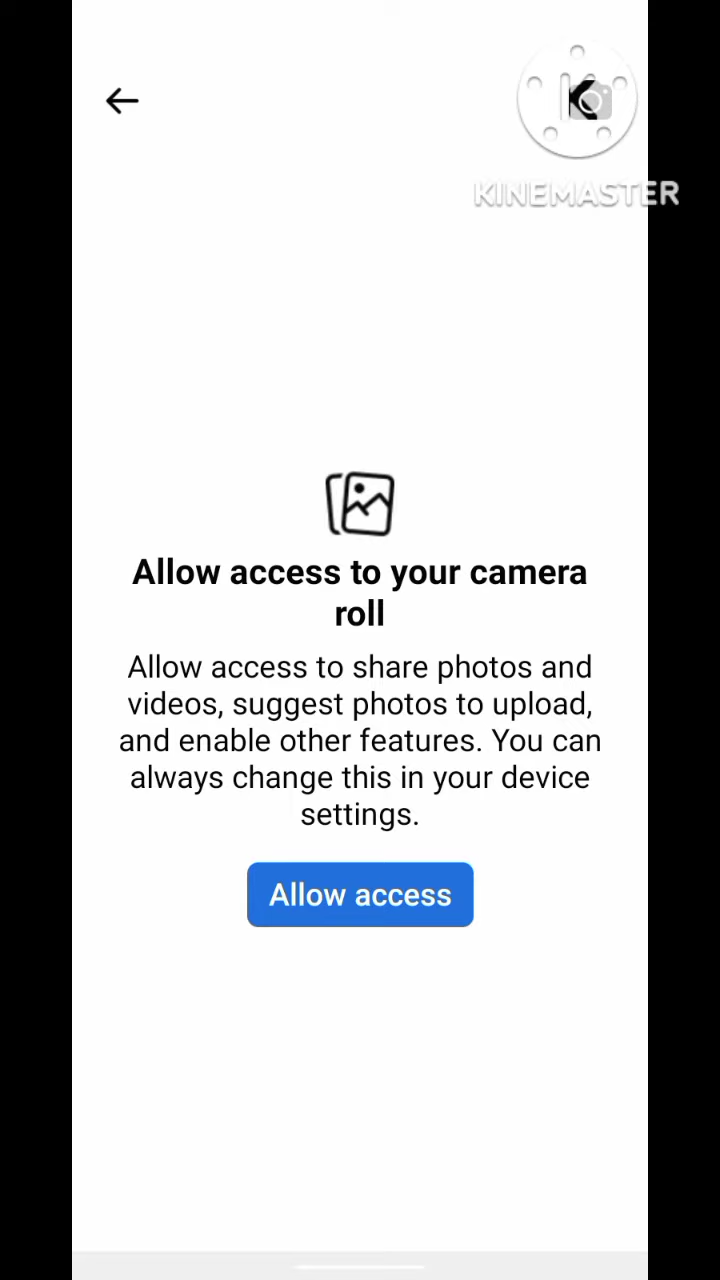 KINEMASTER
Allow access to your camera
roll
Allow access to share photos and
videos, suggest photos to upload,
and enable other features. You can
always change this in your device
settings.
Allow access